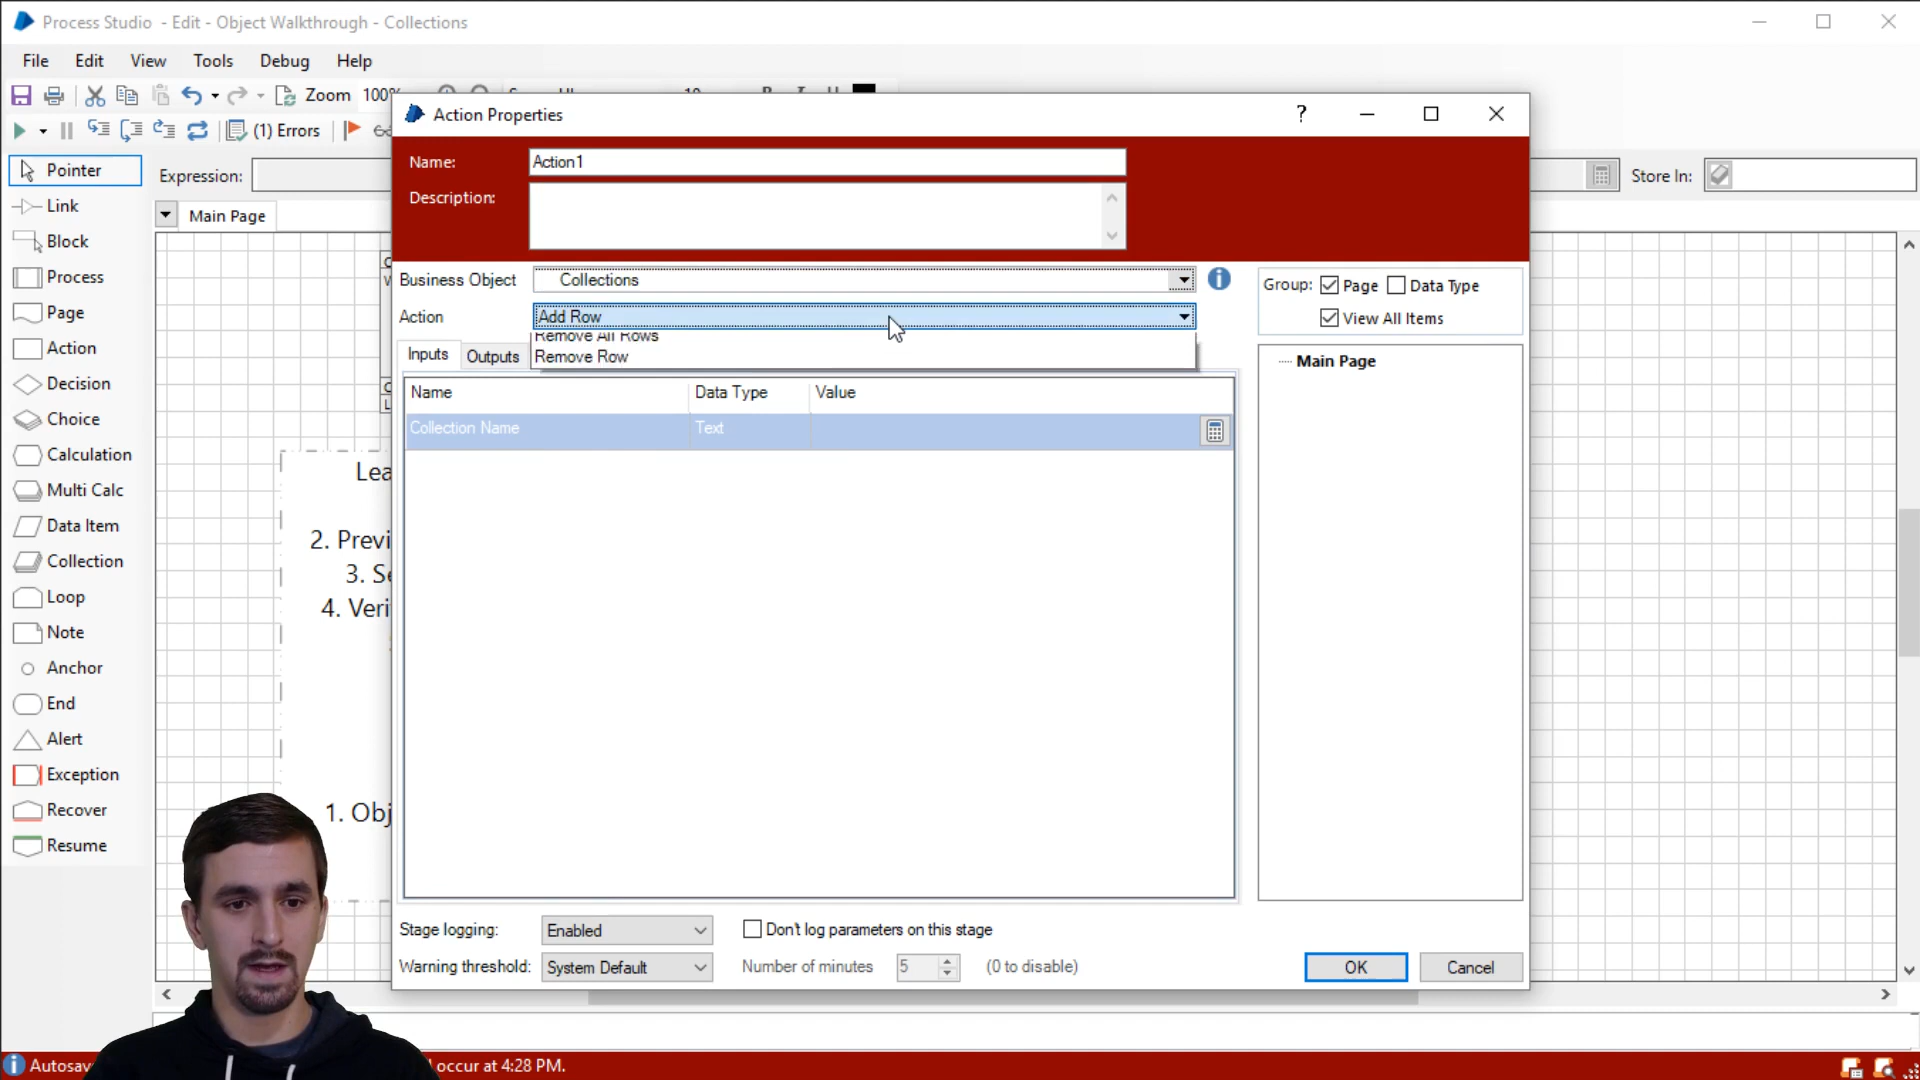 Process Studio - Edit - Object Walkthrough - Collections
File Edit View Tools Debug Help
Zoom 100%
(1) Errors
Action Properties
Pointer
Expression:
Store In:
Name: Action1
Description:
Link
Main Page
Block
Business Object Collections
Group: Page Data Type
View All Items
Process
Action Add Row
Remove All Rows
Remove Row
Page
Inputs Outputs
Main Page
Action
Name Data Type Value
Decision
Collection Name Text
Choice
Calculation
Lea
Multi Calc
Data Item
2. Previ
Collection
3. Se
Loop
4. Veri
Note
Anchor
End
Alert
Exception
Recover
1. Obj
Resume
Stage logging: Enabled Don't log parameters on this stage
Warning threshold: System Default Number of minutes 5 (0 to disable)
OK Cancel
Autosav occur at 4:28 PM.